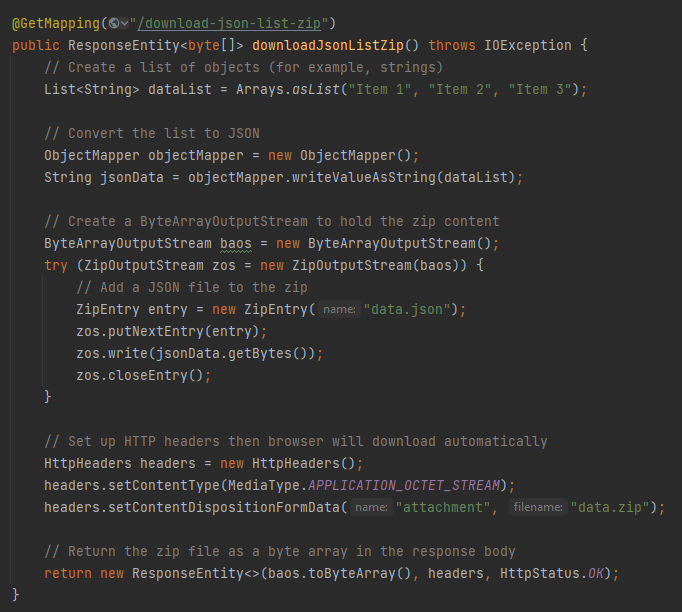 @GetMapping("/download-json-list-zip")
public ResponseEntity<byte[]> downloadJsonListZip() throws IOException {
    // Create a list of objects (for example, strings)
    List<String> dataList = Arrays.asList("Item 1", "Item 2", "Item 3");

    // Convert the list to JSON
    ObjectMapper objectMapper = new ObjectMapper();
    String jsonData = objectMapper.writeValueAsString(dataList);

    // Create a ByteArrayOutputStream to hold the zip content
    ByteArrayOutputStream baos = new ByteArrayOutputStream();
    try (ZipOutputStream zos = new ZipOutputStream(baos)) {
        // Add a JSON file to the zip
        ZipEntry entry = new ZipEntry( name: "data.json");
        zos.putNextEntry(entry);
        zos.write(jsonData.getBytes());
        zos.closeEntry();
    }

    // Set up HTTP headers then browser will download automatically
    HttpHeaders headers = new HttpHeaders();
    headers.setContentType(MediaType.APPLICATION_OCTET_STREAM);
    headers.setContentDispositionFormData( name: "attachment", filename: "data.zip");

    // Return the zip file as a byte array in the response body
    return new ResponseEntity<>(baos.toByteArray(), headers, HttpStatus.OK);
}